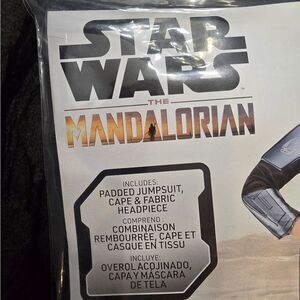 STAR
WARS
THE
MANDALORIAN
INCLUDES:
PADDED JUMPSUIT,
CAPE & FABRIC
HEADPIECE
COMPREND :
COMBINAISON
REMBOURRÉE, CAPE ET
CASQUE EN TISSU
INCLUYE:
OVEROL ACOJINADO,
CAPA Y MÁSCARA
DE TELA